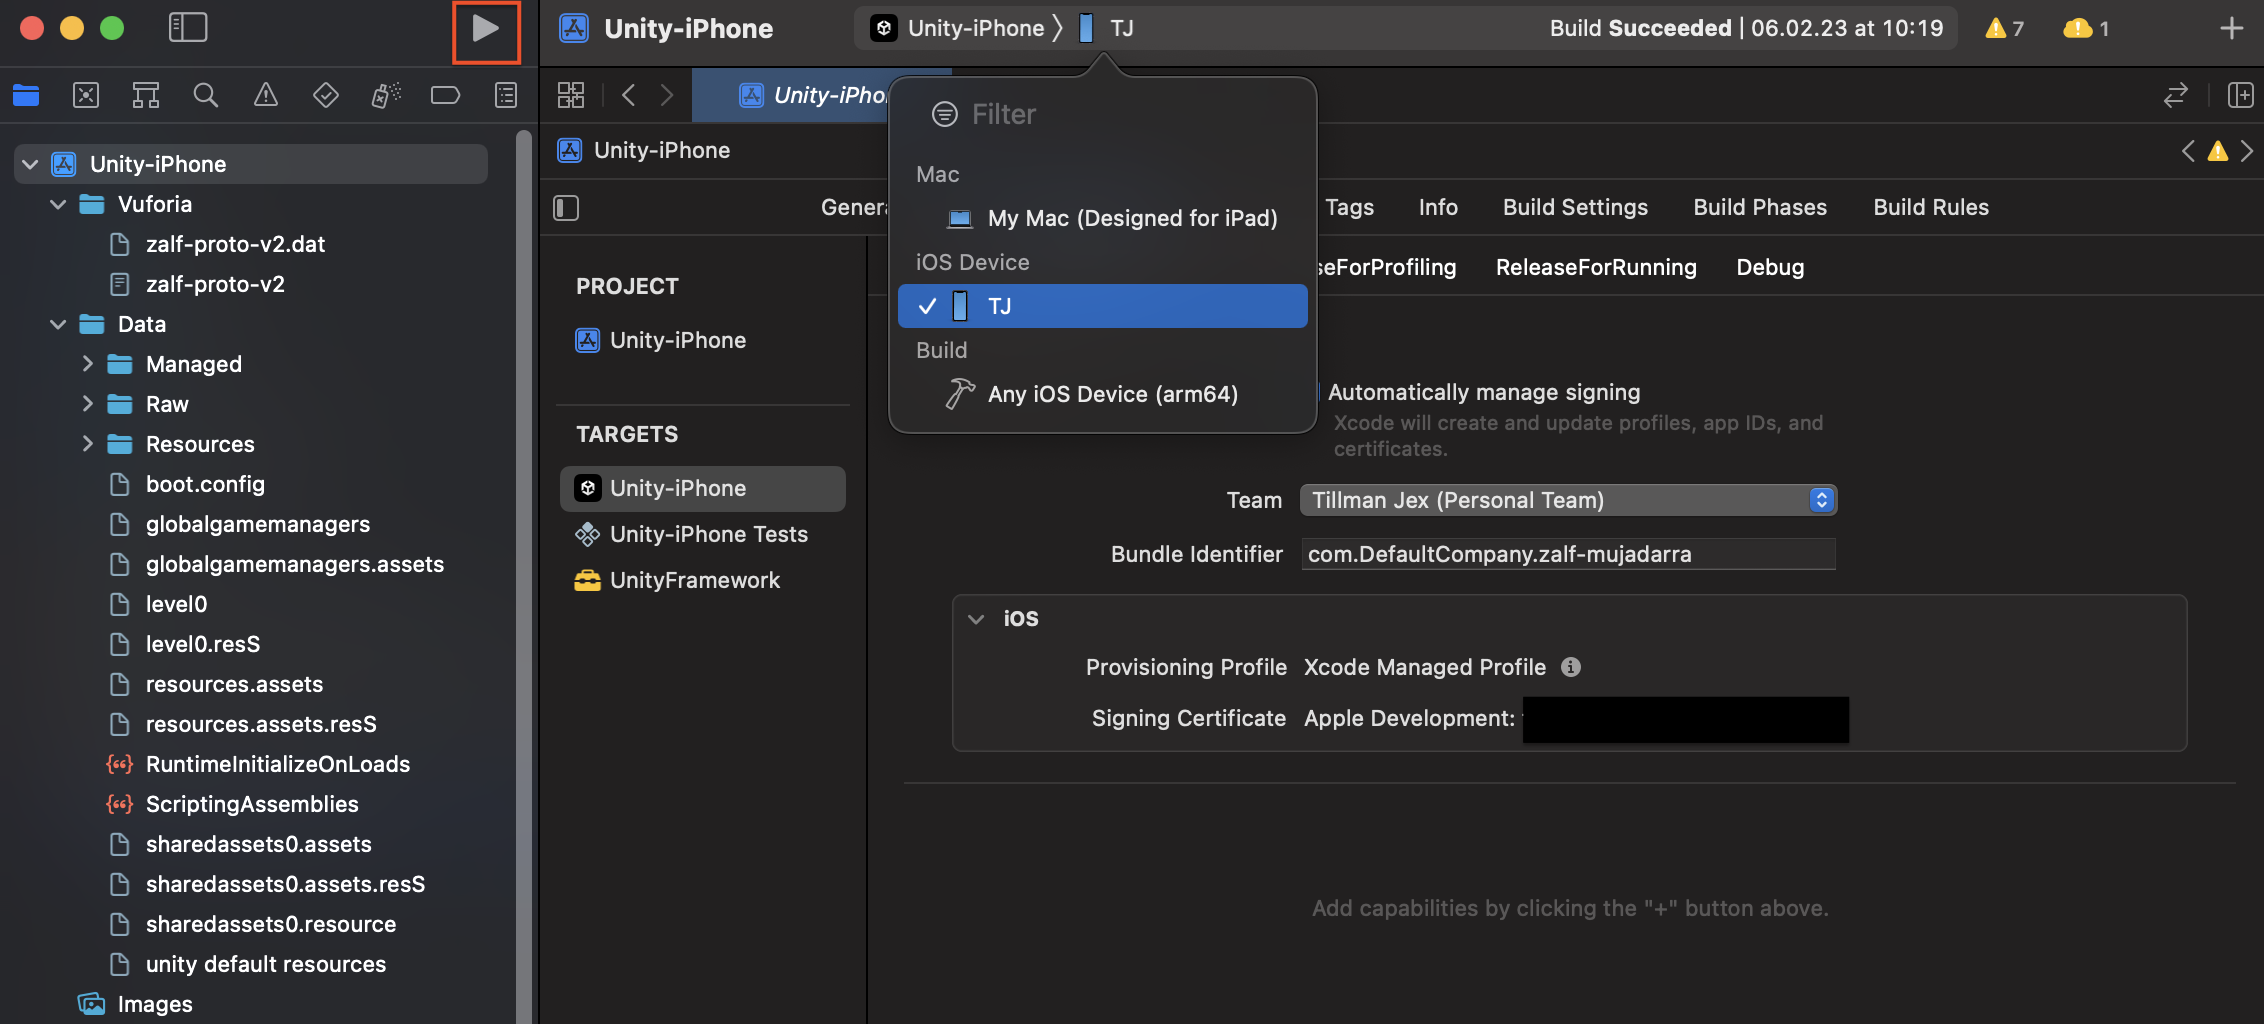 Unity-iPhone
Unity-iPhone
TJ
Build Succeeded | 06.02.23 at 10:19
7
1
Unity-iPho
Filter
Unity-iPhone
Mac
My Mac (Designed for iPad)
iOS Device
TJ
Build
Any iOS Device (arm64)
Genera
Tags
Info
Build Settings
Build Phases
Build Rules
seForProfiling
ReleaseForRunning
Debug
Unity-iPhone
Vuforia
zalf-proto-v2.dat
zalf-proto-v2
Data
Managed
Raw
Resources
boot.config
globalgamemanagers
globalgamemanagers.assets
level0
level0.resS
resources.assets
resources.assets.resS
RuntimeInitializeOnLoads
ScriptingAssemblies
sharedassets0.assets
sharedassets0.assets.resS
sharedassets0.resource
unity default resources
Images
PROJECT
Unity-iPhone
TARGETS
Unity-iPhone
Unity-iPhone Tests
UnityFramework
Automatically manage signing
Xcode will create and update profiles, app IDs, and
certificates.
Team
Tillman Jex (Personal Team)
Bundle Identifier
com.DefaultCompany.zalf-mujadarra
iOS
Provisioning Profile
Xcode Managed Profile
Signing Certificate
Apple Development:
Add capabilities by clicking the "+" button above.